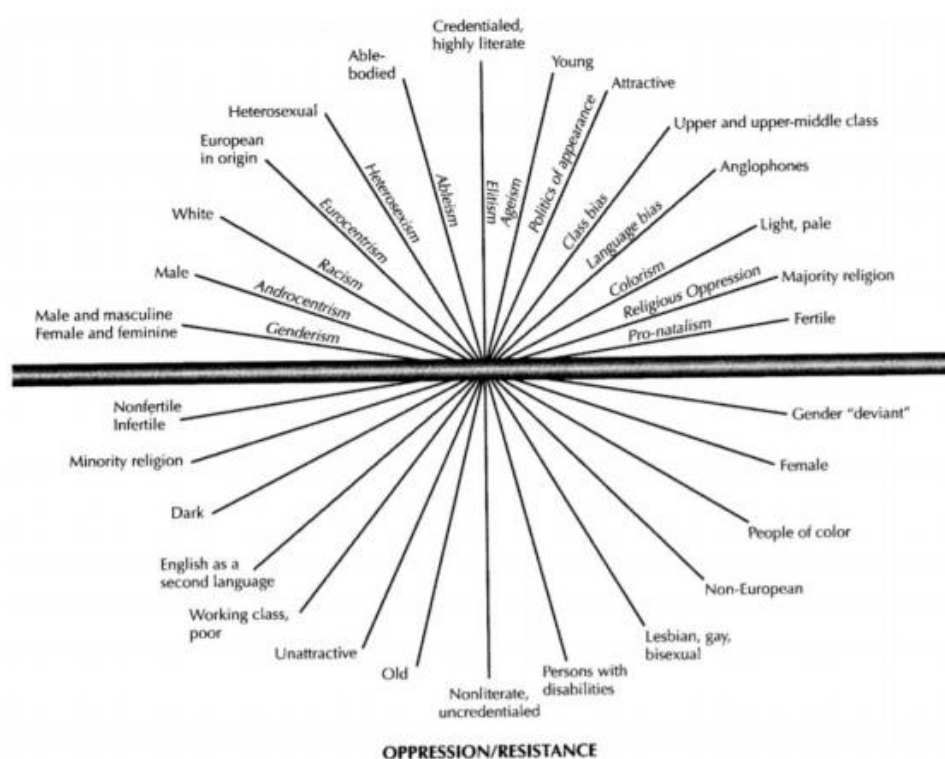 Credentialed,
highly literate
Able-
bodied
Young
Attractive
Heterosexual
Upper and upper-middle class
European
in origin
Anglophones
White
Light, pale
Male
Majority religion
Male and masculine
Female and feminine
Fertile
Genderism
Androcentrism
Racism
Eurocentrism
Heterosexism
Ableism
Elitism
Ageism
Politics of appearance
Class bias
Language bias
Colorism
Religious Oppression
Pro-natalism
Nonfertile
Infertile
Gender "deviant"
Minority religion
Female
Dark
People of color
English as a
second language
Non-European
Working class,
poor
Lesbian, gay,
bisexual
Unattractive
Old
Persons with
disabilities
Nonliterate,
uncredentialed
OPPRESSION/RESISTANCE